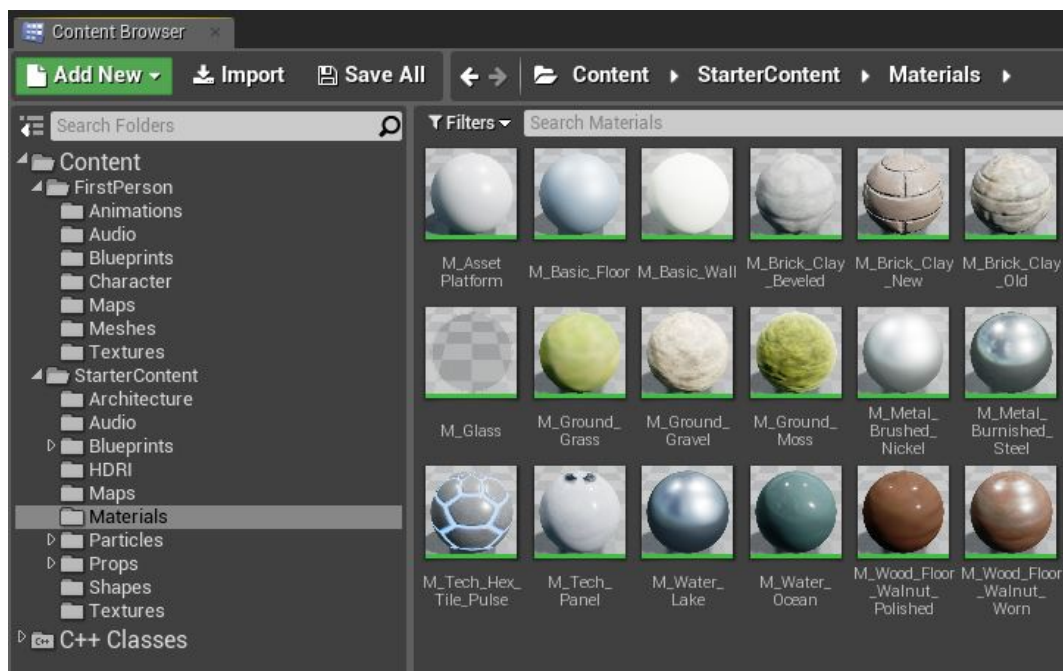 Content Browser
Add New
Import
Save All
Content
StarterContent
Materials
Search Folders
Content
FirstPerson
Animations
Audio
Blueprints
Character
Maps
Meshes
Textures
StarterContent
Architecture
Audio
Blueprints
HDRI
Maps
Materials
Particles
Props
Shapes
Textures
C++
C++ Classes
Filters
Search Materials
M_Asset
Platform
M_Basic_Floor
M_Basic_Wall
M_Brick_Clay
_Beveled
M_Brick_Clay
_New
M_Brick_Clay
_Old
M_Glass
M_Ground_
Grass
M_Ground_
Gravel
M_Ground_
Moss
M_Metal_
Brushed_
Nickel
M_Metal_
Burnished_
Steel
M_Tech_Hex_
Tile_Pulse
M_Tech_
Panel
M_Water_
Lake
M_Water_
Ocean
M_Wood_Floor
_Walnut_
Polished
M_Wood_Floor
_Walnut_
Worn